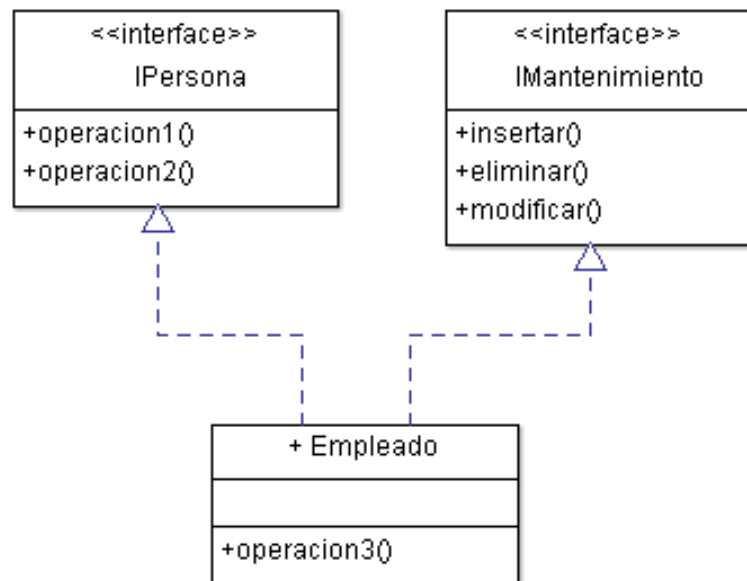 <<interface>>
IPersona
+operacion1()
+operacion2()
<<interface>>
IMantenimiento
+insertar()
+eliminar()
+modificar()
+ Empleado
+operacion3()